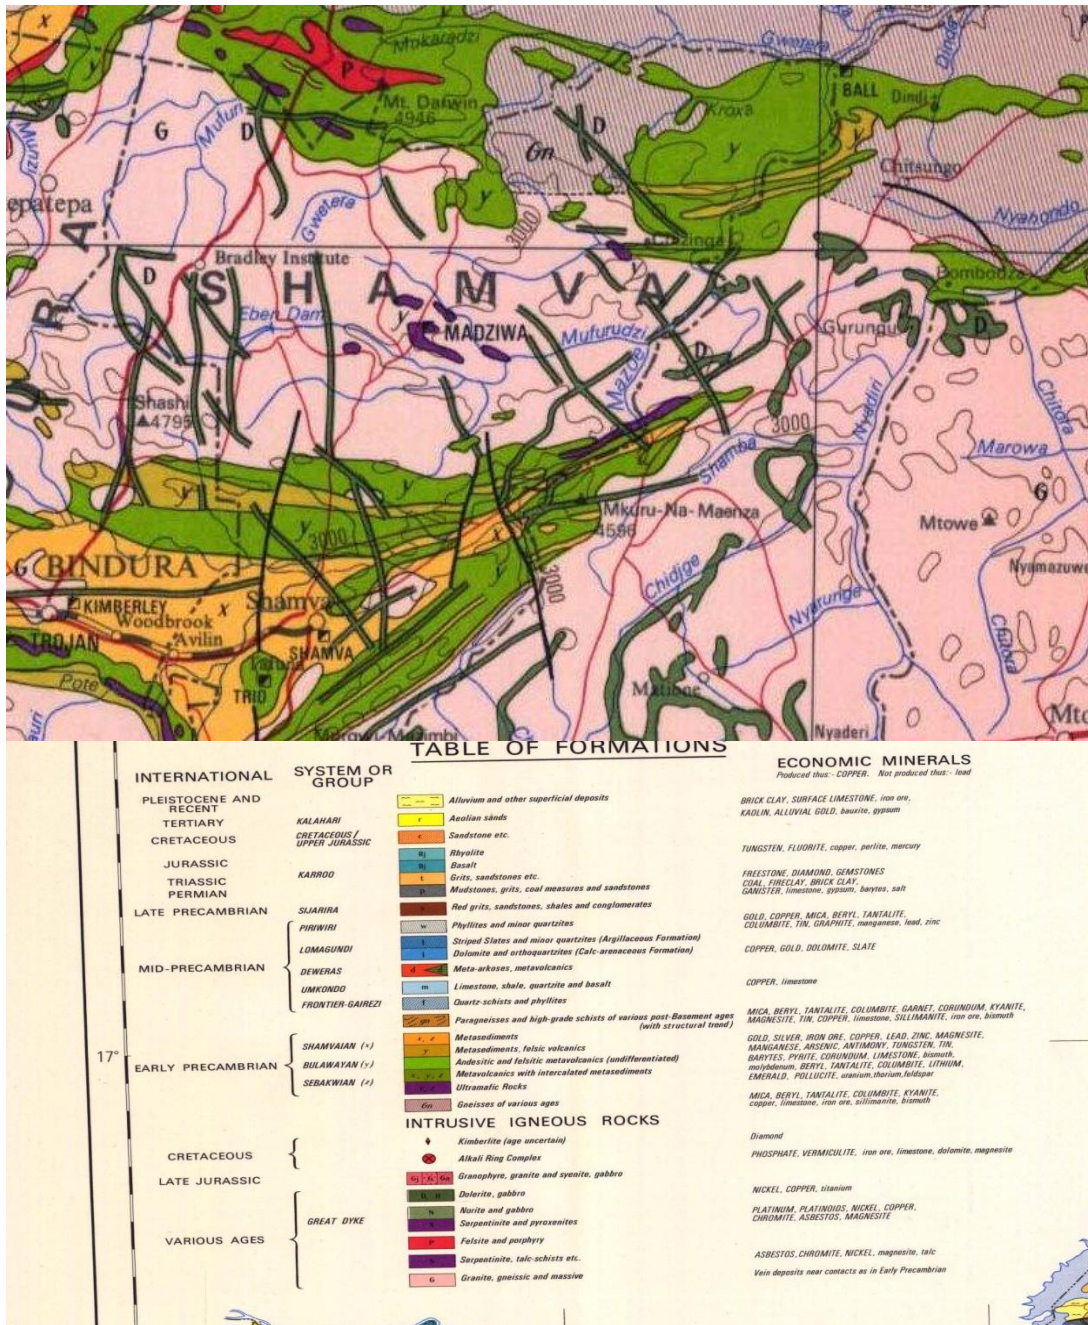 x
Mukaradzi
Gwetera
Dindi
P
Mt. Darwin
4946
BALL
Dindi
Kroxa
G
Mufuri
D
D
Gn
y
y
Chitsungo
epatepa
Gwetera
3000
Nyahondo
Chizinga
Bradley Institute
D
Bombodza
R A
S H A M V A
Eben Dam
y
MADZIWA
Mufurudzi
Gurungu
D
Mazoe
D
Nyadiri
Chitora
Shashi
4795
3000
Marowa
Shamba
y
y
G
Mkuru-Na-Maenza
4596
Mtowe
x
y
3000
G
BINDURA
3000
Chidjge
Nyamazuwe
KIMBERLEY
x
Shamva
Nyarunge
Woodbrook
Avilin
TROJAN
SHAMVA
Chizora
TRIO
Matione
Pote
Nyaderi
TABLE OF FORMATIONS
INTERNATIONAL
SYSTEM OR
GROUP
ECONOMIC MINERALS
Produced thus:- COPPER. Not produced thus:- lead
PLEISTOCENE AND
RECENT
Alluvium and other superficial deposits
BRICK CLAY, SURFACE LIMESTONE, iron ore,
KAOLIN, ALLUVIAL GOLD, bauxite, gypsum
TERTIARY
KALAHARI
Aeolian sands
CRETACEOUS
CRETACEOUS/
UPPER JURASSIC
c
Sandstone etc.
JURASSIC
Rj
Rhyolite
TUNGSTEN, FLUORITE, copper, perlite, mercury
Bj
Basalt
TRIASSIC
KARROO
t
Grits, sandstones etc.
FREESTONE, DIAMOND, GEMSTONES
PERMIAN
p
Mudstones, grits, coal measures and sandstones
COAL, FIRECLAY, BRICK CLAY,
GANISTER, limestone, gypsum, barytes, salt
LATE PRECAMBRIAN
SIJARIRA
Red grits, sandstones, shales and conglomerates
GOLD, COPPER, MICA, BERYL, TANTALITE,
COLUMBITE, TIN, GRAPHITE, manganese, lead, zinc
MID-PRECAMBRIAN
PIRIWIRI
w
Phyllites and minor quartzites
LOMAGUNDI
Striped Slates and minor quartzites (Argillaceous Formation)
Dolomite and orthoquartzites (Calc-arenaceous Formation)
COPPER, GOLD, DOLOMITE, SLATE
DEWERAS
d
Meta-arkoses, metavolcanics
UMKONDO
m
Limestone, shale, quartzite and basalt
COPPER, limestone
FRONTIER-GAIREZI
f
Quartz-schists and phyllites
gn
Paragneisses and high-grade schists of various post-Basement ages
(with structural trend)
MICA, BERYL, TANTALITE, COLUMBITE, GARNET, CORUNDUM, KYANITE,
MAGNESITE, TIN, COPPER, limestone, SILLIMANITE, iron ore, bismuth
17°
EARLY PRECAMBRIAN
SHAMVAIAN (x)
x, z
Metasediments
GOLD, SILVER, IRON ORE, COPPER, LEAD, ZINC, MAGNESITE,
MANGANESE, ARSENIC, ANTIMONY, TUNGSTEN, TIN,
y
Metasediments, felsic volcanics
BARYTES, PYRITE, CORUNDUM, LIMESTONE, bismuth,
BULAWAYAN (y)
Andesitic and felsitic metavolcanics (undifferentiated)
molybdenum, BERYL, TANTALITE, COLUMBITE, LITHIUM,
x, y, z
Metavolcanics with intercalated metasediments
EMERALD, POLLUCITE, uranium,thorium,feldspar
SEBAKWIAN (z)
Ultramafic Rocks
Gn
Gneisses of various ages
MICA, BERYL, TANTALITE, COLUMBITE, KYANITE,
copper, limestone, iron ore, sillimanite, bismuth
INTRUSIVE IGNEOUS ROCKS
CRETACEOUS
Kimberlite (age uncertain)
Diamond
Alkali Ring Complex
PHOSPHATE, VERMICULITE, iron ore, limestone, dolomite, magnesite
LATE JURASSIC
Granophyre, granite and syenite, gabbro
VARIOUS AGES
Dolerite, gabbro
NICKEL, COPPER, titanium
GREAT DYKE
N
Norite and gabbro
PLATINUM, PLATINOIDS, NICKEL, COPPER,
CHROMITE, ASBESTOS, MAGNESITE
Serpentinite and pyroxenites
P
Felsite and porphyry
Serpentinite, talc-schists etc.
ASBESTOS,CHROMITE, NICKEL, magnesite, talc
G
Granite, gneissic and massive
Vein deposits near contacts as in Early Precambrian